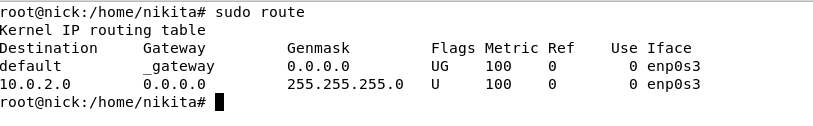 root@nick:/home/nikita# sudo route
Kernel IP routing table
Destination     Gateway         Genmask         Flags Metric Ref    Use Iface
default         _gateway        0.0.0.0         UG    100    0        0 enp0s3
10.0.2.0        0.0.0.0         255.255.255.0   U     100    0        0 enp0s3
root@nick:/home/nikita#